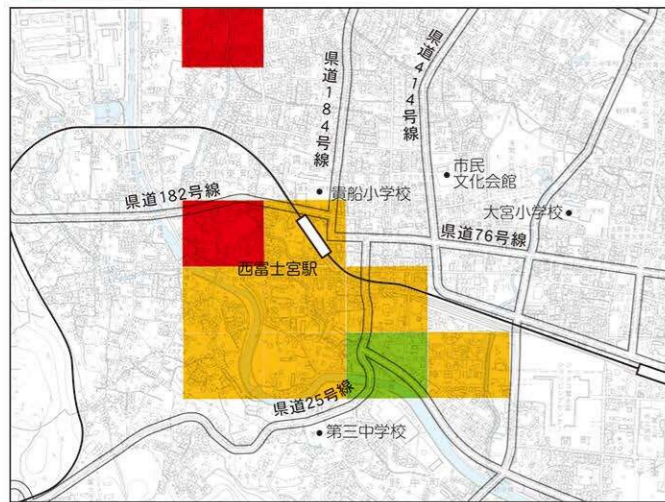 県道184号線
県道414号線
市民
文化会館
貴船小学校
県道182号線
大宮小学校
県道76号線
西富士宮駅
県道25号線
第三中学校